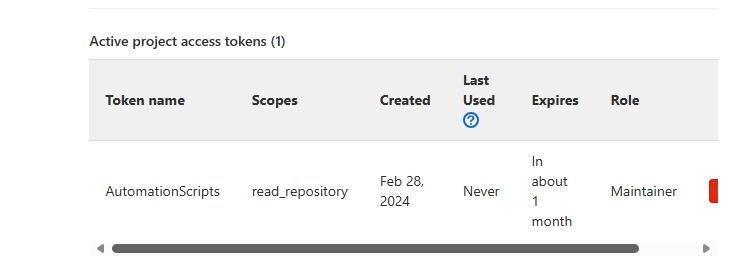 Active project access tokens (1)
Token name Scopes Created Last Used Expires Role
AutomationScripts read_repository Feb 28, 2024 Never In about 1 month Maintainer